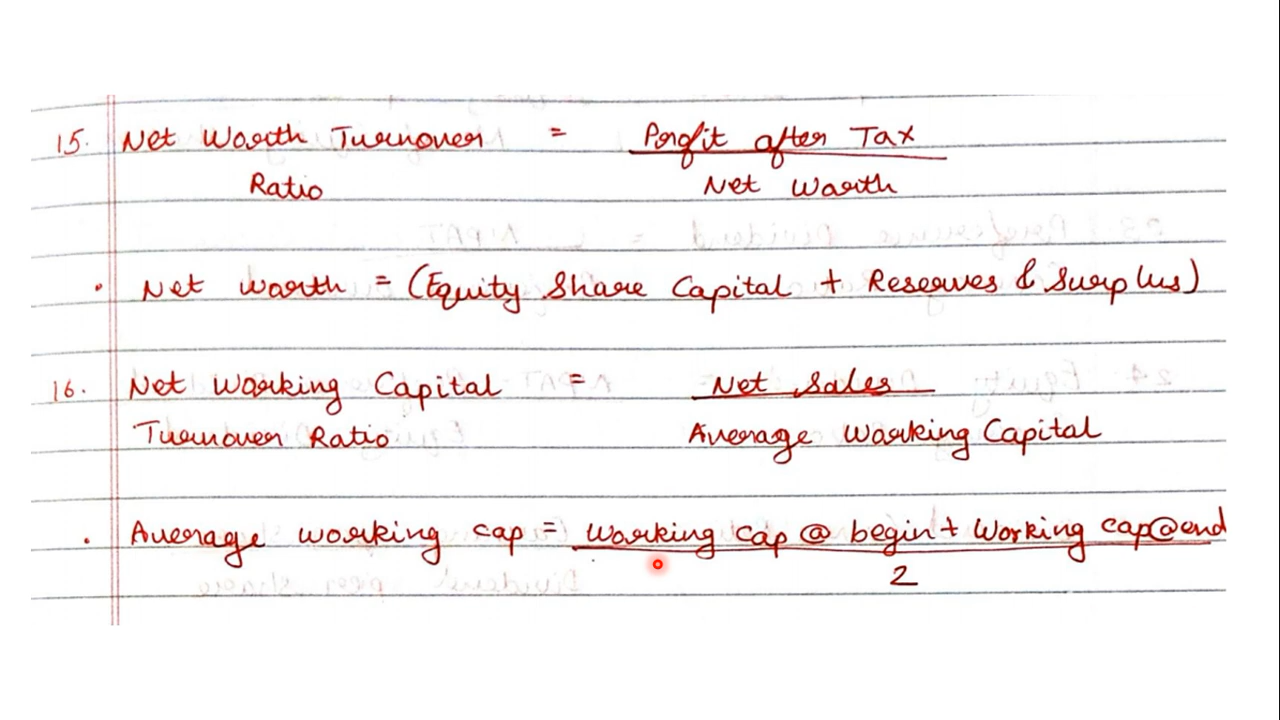 15. Net Worth Turnover = Profit after Tax
Ratio Net Worth
. Net worth = (Equity Share Capital + Reserves & Surplus)
16. Net Working Capital = Net Sales
Turnover Ratio Average Working Capital
. Average working cap = working cap @ begin + Working cap@end
2